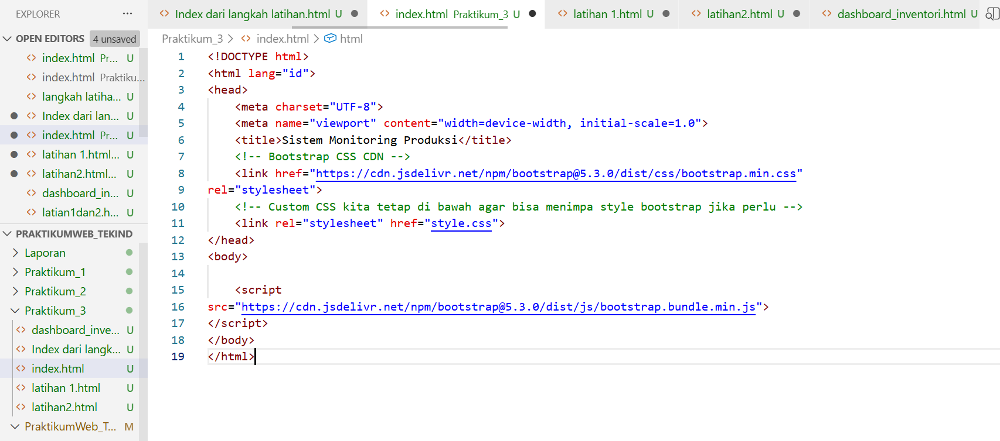 EXPLORER ···
OPEN EDITORS 4 unsaved
index.html Pr... U
index.html Praktiku...
langkah latiha... U
Index dari lan... U
index.html Pr... U
latihan 1.html... U
latihan2.html... U
dashboard_in... U
latian1dan2.h... U
PRAKTIKUMWEB_TEKIND
Laporan
Praktikum_1
Praktikum_2
Praktikum_3
dashboard_inve... U
Index dari langk... U
index.html U
latihan 1.html U
latihan2.html U
PraktikumWeb_T... M
Index dari langkah latihan.html U
index.html Praktikum_3 U
latihan 1.html U
latihan2.html U
dashboard_inventori.html U
Praktikum_3 > index.html > html
1 <!DOCTYPE html>
2 <html lang="id">
3 <head>
4 <meta charset="UTF-8">
5 <meta name="viewport" content="width=device-width, initial-scale=1.0">
6 <title>Sistem Monitoring Produksi</title>
7 <!-- Bootstrap CSS CDN -->
8 <link href="https://cdn.jsdelivr.net/npm/bootstrap@5.3.0/dist/css/bootstrap.min.css"
9 rel="stylesheet">
10 <!-- Custom CSS kita tetap di bawah agar bisa menimpa style bootstrap jika perlu -->
11 <link rel="stylesheet" href="style.css">
12 </head>
13 <body>
14
15 <script
16 src="https://cdn.jsdelivr.net/npm/bootstrap@5.3.0/dist/js/bootstrap.bundle.min.js">
17 </script>
18 </body>
19 </html>